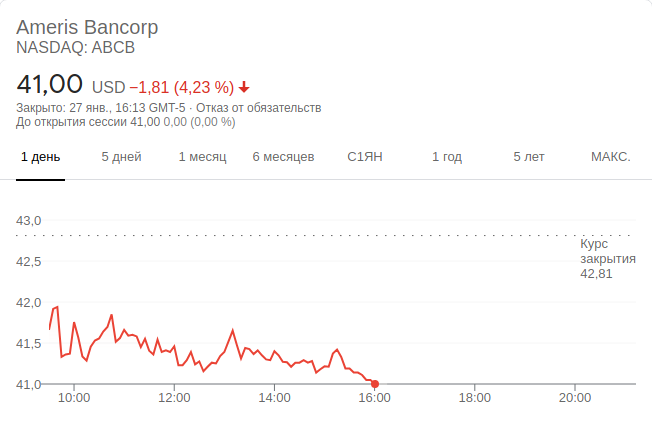 Ameris Bancorp
NASDAQ: ABCB
41,00 USD −1,81 (4,23 %)
Закрыто: 27 янв., 16:13 GMT-5 · Отказ от обязательств
До открытия сессии 41,00 0,00 (0,00 %)
1 день 5 дней 1 месяц 6 месяцев С1ЯН 1 год 5 лет МАКС.
43,0
Курс
закрытия
42,81
42,5
42,0
41,5
41,0
10:00 12:00 14:00 16:00 18:00 20:00